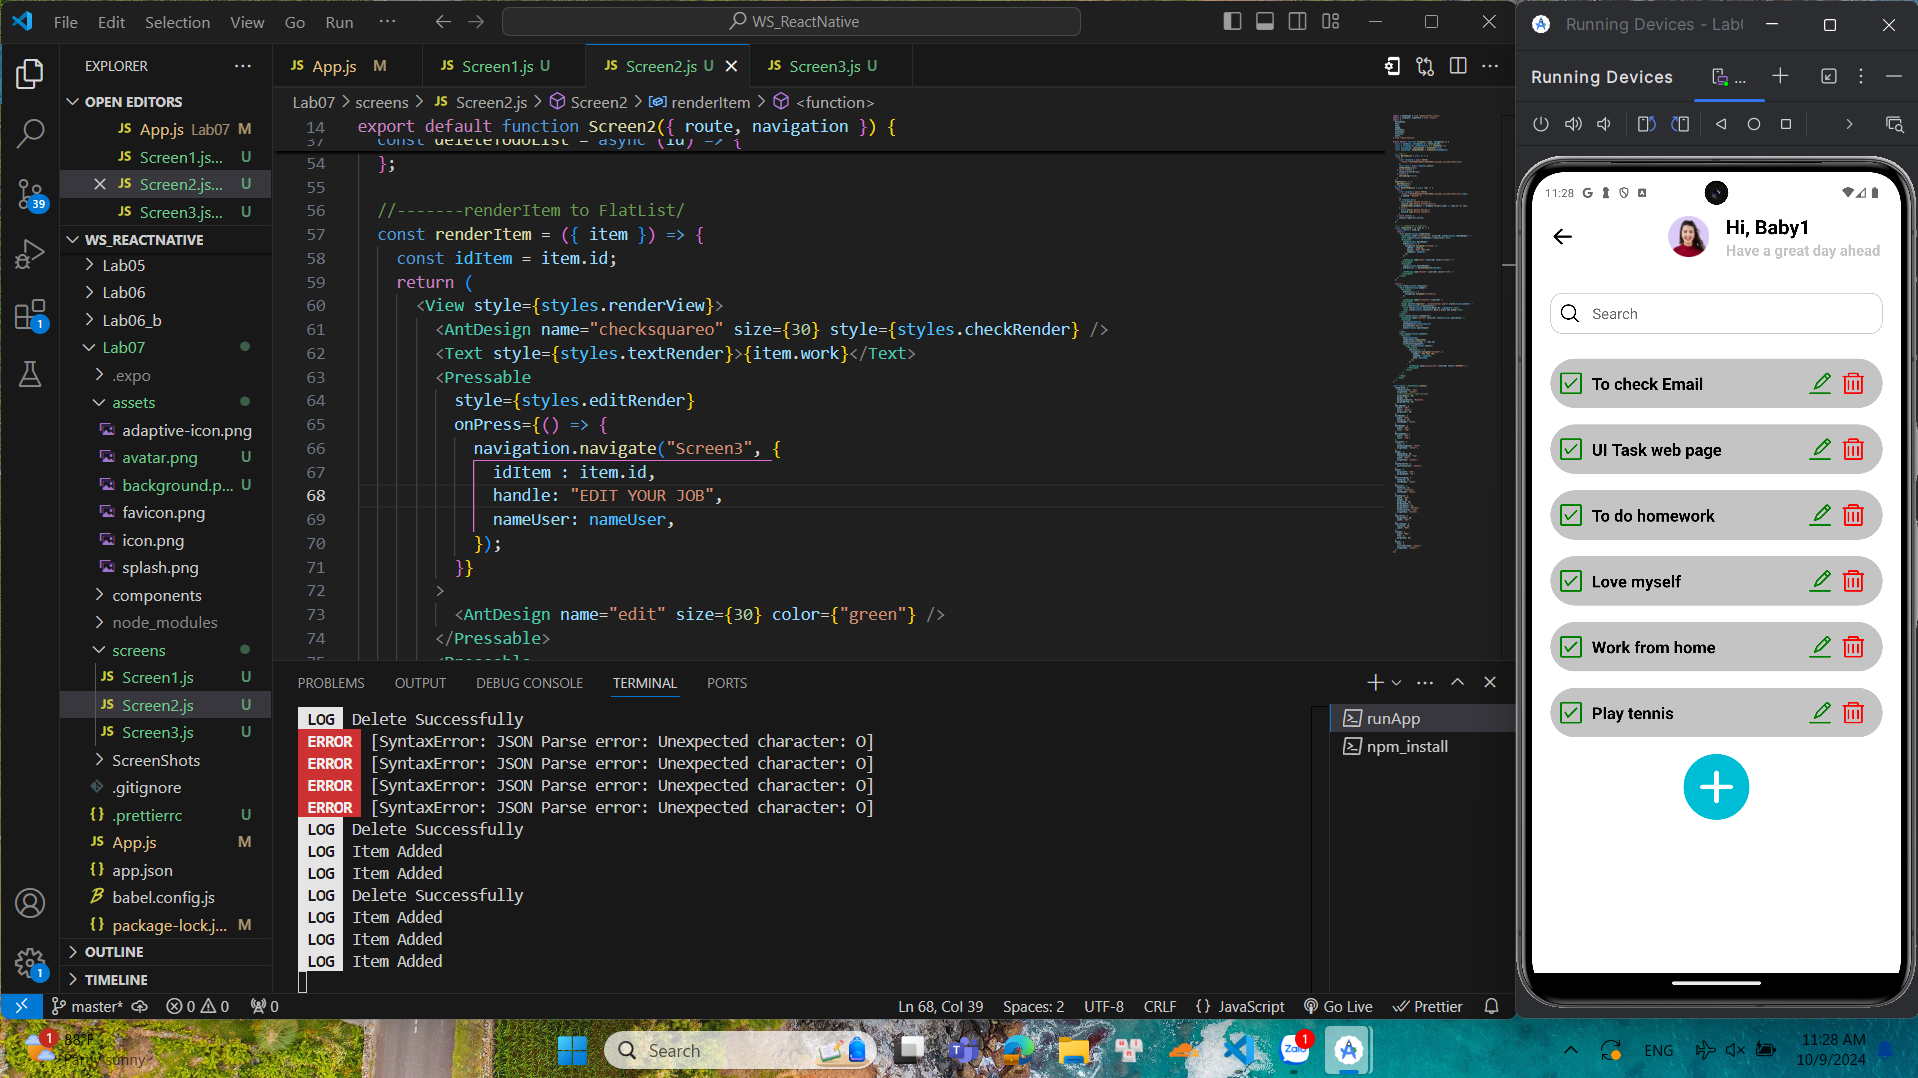 File Edit Selection View Go Run ··· WS_ReactNative
EXPLORER ···
OPEN EDITORS
App.js Lab07 M
Screen1.js... U
Screen2.js... U
Screen3.js... U
WS_REACTNATIVE
Lab05
Lab06
Lab06_b
Lab07
.expo
assets
adaptive-icon.png
avatar.png U
background.p... U
favicon.png
icon.png
splash.png
components
node_modules
screens
Screen1.js U
Screen2.js U
Screen3.js U
ScreenShots
.gitignore
.prettierrc U
App.js M
app.json
babel.config.js
package-lock.j... M
OUTLINE
TIMELINE
39
1
1
JS App.js M JS Screen1.js U JS Screen2.js U JS Screen3.js U
Lab07 > screens > JS Screen2.js > Screen2 > renderItem > <function>
14 export default function Screen2({ route, navigation }) {
37 const deleteTodoList = async (id) => {
54 };
55
56 //-------renderItem to FlatList/
57 const renderItem = ({ item }) => {
58 const idItem = item.id;
59 return (
60 <View style={styles.renderView}>
61 <AntDesign name="checksquareo" size={30} style={styles.checkRender} />
62 <Text style={styles.textRender}>{item.work}</Text>
63 <Pressable
64 style={styles.editRender}
65 onPress={() => {
66 navigation.navigate("Screen3", {
67 idItem : item.id,
68 handle: "EDIT YOUR JOB",
69 nameUser: nameUser,
70 });
71 }}
72 >
73 <AntDesign name="edit" size={30} color={"green"} />
74 </Pressable>
75 <Pressable
PROBLEMS OUTPUT DEBUG CONSOLE TERMINAL PORTS
LOG Delete Successfully
ERROR [SyntaxError: JSON Parse error: Unexpected character: O]
ERROR [SyntaxError: JSON Parse error: Unexpected character: O]
ERROR [SyntaxError: JSON Parse error: Unexpected character: O]
ERROR [SyntaxError: JSON Parse error: Unexpected character: O]
LOG Delete Successfully
LOG Item Added
LOG Item Added
LOG Delete Successfully
LOG Item Added
LOG Item Added
LOG Item Added
runApp
npm_install
master* 0 0 0 Ln 68, Col 39 Spaces: 2 UTF-8 CRLF {} JavaScript Go Live Prettier
Running Devices - Lab
Running Devices ...
11:28
Hi, Baby1
Have a great day ahead
Search
To check Email
UI Task web page
To do homework
Love myself
Work from home
Play tennis
1 88°F
Partly sunny
Search
Zalo 1
ENG
11:28 AM
10/9/2024